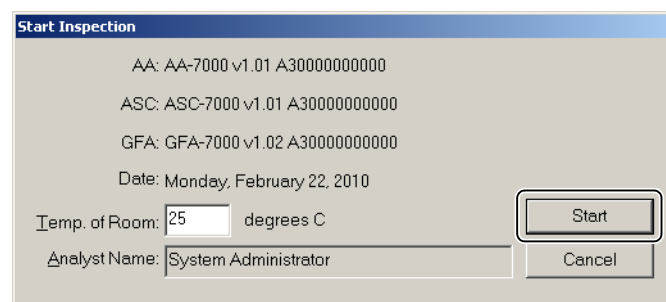 Start Inspection
AA: AA-7000 v1.01 A30000000000
ASC: ASC-7000 v1.01 A30000000000
GFA: GFA-7000 v1.02 A30000000000
Date: Monday, February 22, 2010
Temp. of Room: 25 degrees C
Start
Analyst Name: System Administrator
Cancel